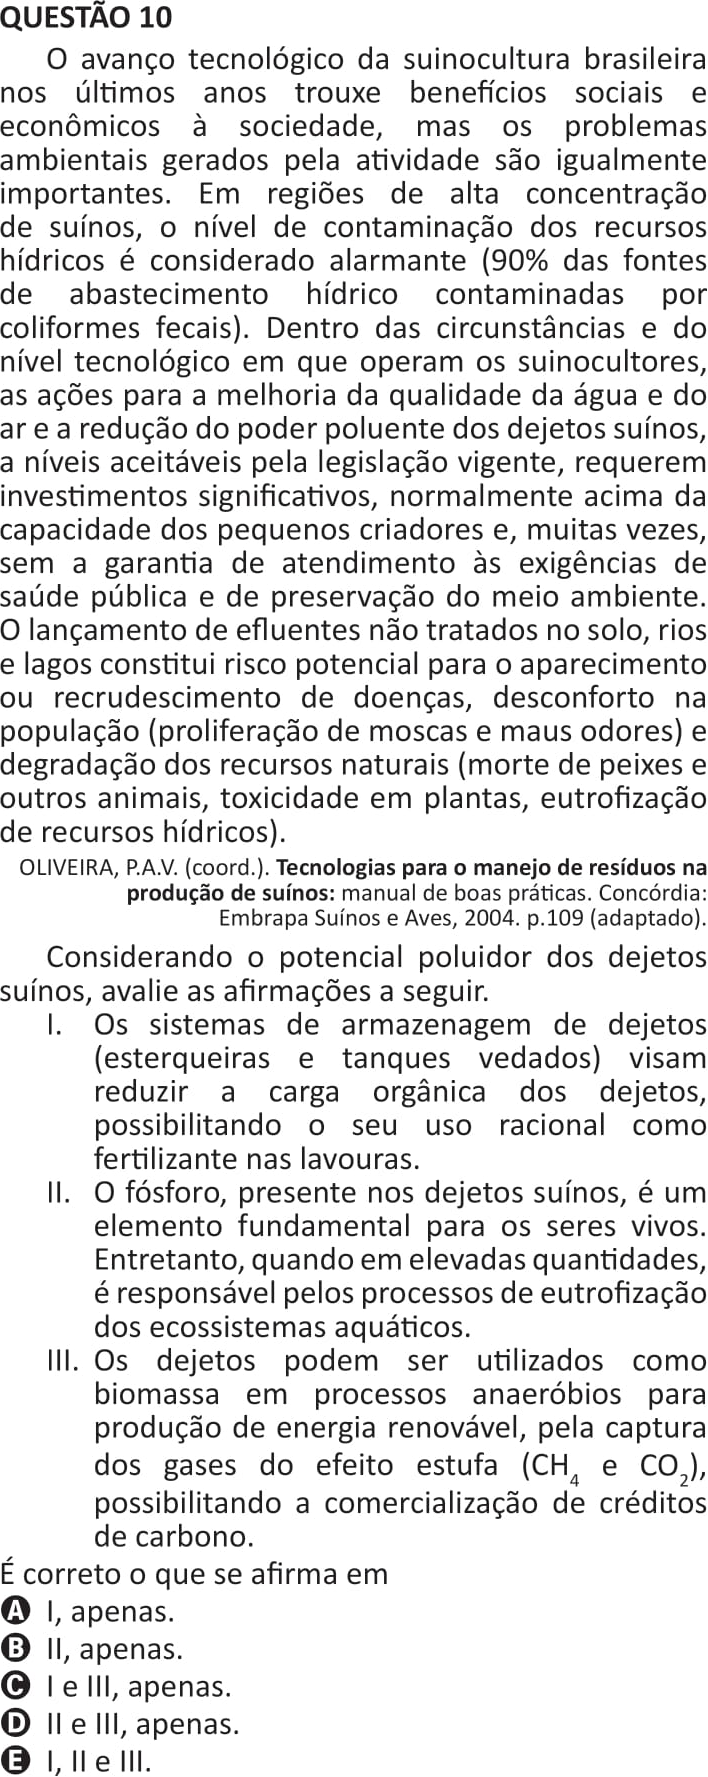 QUESTÃO 10
O avanço tecnológico da suinocultura brasileira
nos últimos anos trouxe benefícios sociais e
econômicos à sociedade, mas os problemas
ambientais gerados pela atividade são igualmente
importantes. Em regiões de alta concentração
de suínos, o nível de contaminação dos recursos
hídricos é considerado alarmante (90% das fontes
de abastecimento hídrico contaminadas por
coliformes fecais). Dentro das circunstâncias e do
nível tecnológico em que operam os suinocultores,
as ações para a melhoria da qualidade da água e do
ar e a redução do poder poluente dos dejetos suínos,
a níveis aceitáveis pela legislação vigente, requerem
investimentos significativos, normalmente acima da
capacidade dos pequenos criadores e, muitas vezes,
sem a garantia de atendimento às exigências de
saúde pública e de preservação do meio ambiente.
O lançamento de efluentes não tratados no solo, rios
e lagos constitui risco potencial para o aparecimento
ou recrudescimento de doenças, desconforto na
população (proliferação de moscas e maus odores) e
degradação dos recursos naturais (morte de peixes e
outros animais, toxicidade em plantas, eutrofização
de recursos hídricos).
OLIVEIRA, P.A.V. (coord.). Tecnologias para o manejo de resíduos na
produção de suínos: manual de boas práticas. Concórdia:
Embrapa Suínos e Aves, 2004. p.109 (adaptado).
Considerando o potencial poluidor dos dejetos
suínos, avalie as afirmações a seguir.
I. Os sistemas de armazenagem de dejetos
(esterqueiras e tanques vedados) visam
reduzir a carga orgânica dos dejetos,
possibilitando o seu uso racional como
fertilizante nas lavouras.
II. O fósforo, presente nos dejetos suínos, é um
elemento fundamental para os seres vivos.
Entretanto, quando em elevadas quantidades,
é responsável pelos processos de eutrofização
dos ecossistemas aquáticos.
III. Os dejetos podem ser utilizados como
biomassa em processos anaeróbios para
produção de energia renovável, pela captura
dos gases do efeito estufa (CH4 e CO2),
possibilitando a comercialização de créditos
de carbono.
É correto o que se afirma em
A I, apenas.
B II, apenas.
C I e III, apenas.
D II e III, apenas.
E I, II e III.